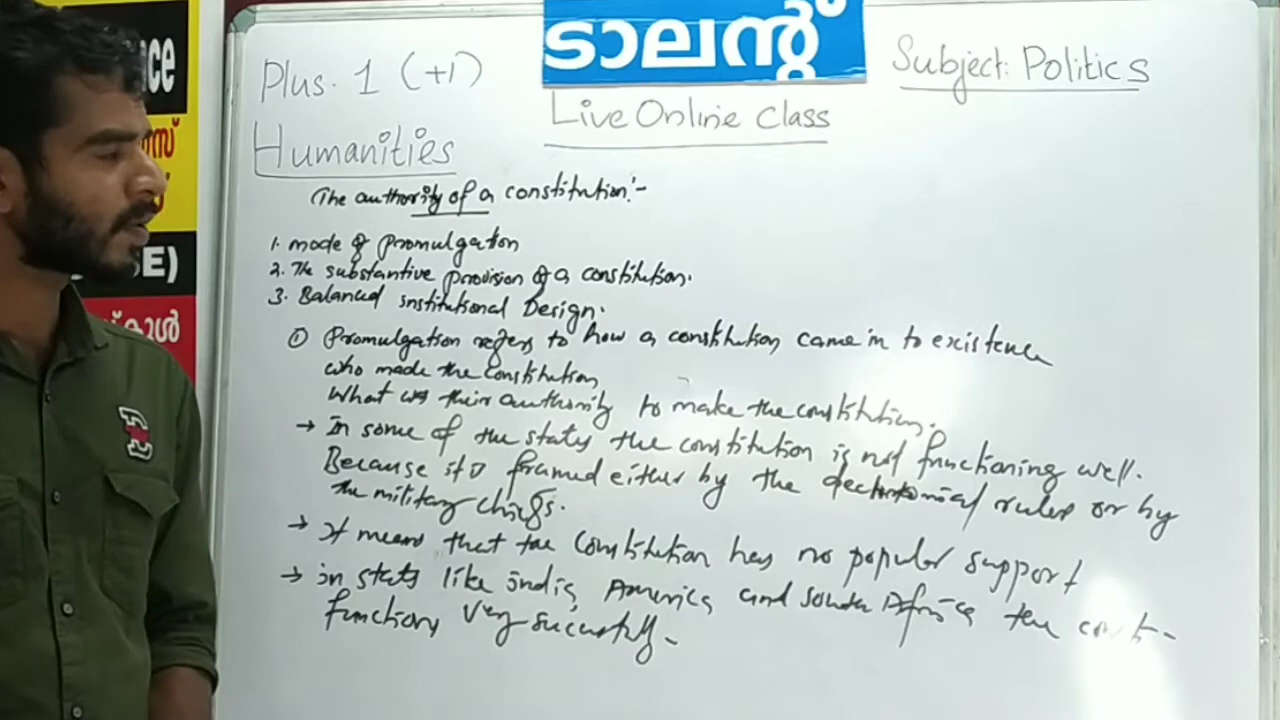 ce
സ്
SE)
്കൂൾ
ടാലന്റ്
Plus. 1 (+1)
Subject: Politics
Live Online Class
Humanities
The authority of a constitution:-
1. mode of promulgation
2. The substantive provision of a constitution.
3. Balanced institutional Design.
① Promulgation refers to how a constitution came in to existence
who made the constitution
What was their authority to make the constitution.
→ In some of the states the constitution is not functioning well.
Because it is framed either by the rules or by
the military chiefs.
→ It means that the constitution has no popular support
→ in states like india, America and South Africa the
function very